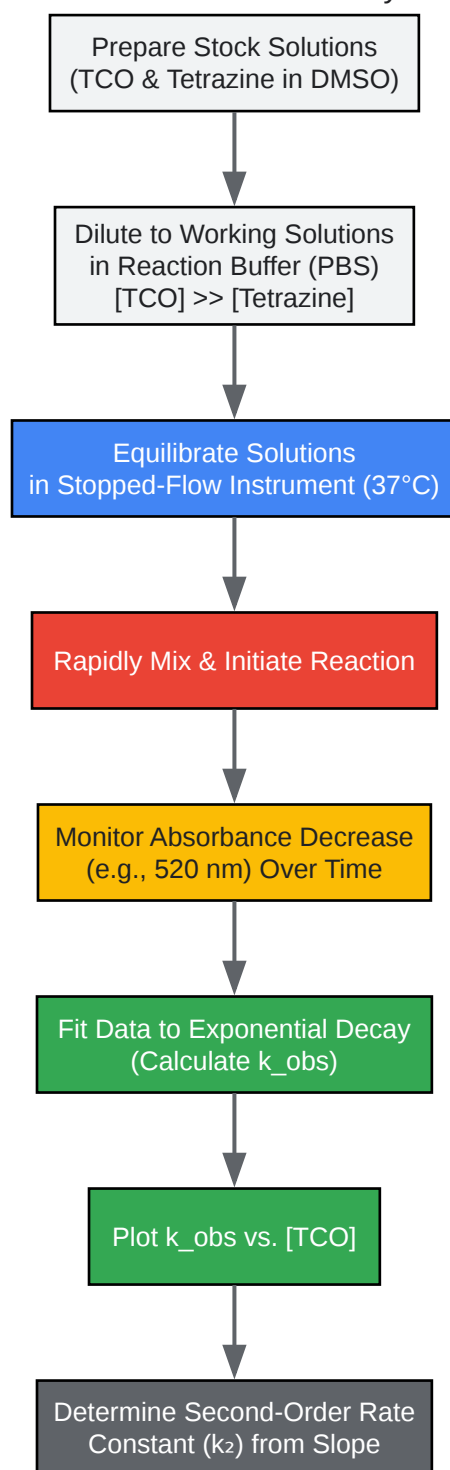 Prepare Stock Solutions
(TCO & Tetrazine in DMSO)
Dilute to Working Solutions
in Reaction Buffer (PBS)
[TCO] >> [Tetrazine]
Equilibrate Solutions
in Stopped-Flow Instrument (37°C)
Rapidly Mix & Initiate Reaction
Monitor Absorbance Decrease
(e.g., 520 nm) Over Time
Fit Data to Exponential Decay
(Calculate k_obs)
Plot k_obs vs. [TCO]
Determine Second-Order Rate
Constant (k₂) from Slope